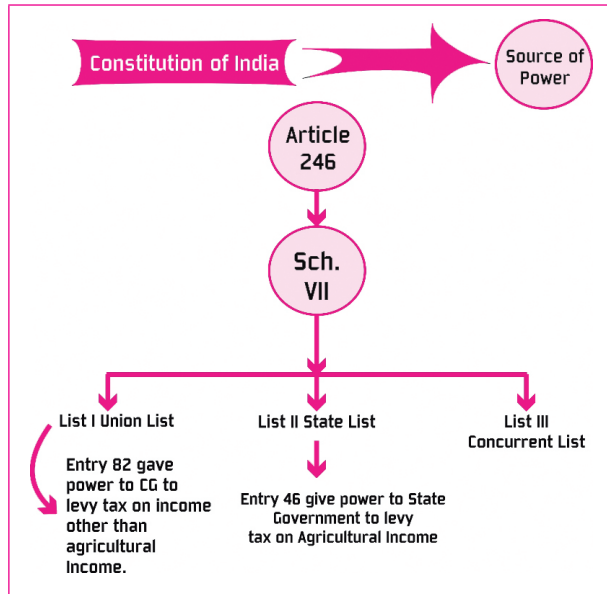 Constitution of India
Source of
Power
Article
246
Sch.
VII
List I Union List
List II State List
List III
Concurrent List
Entry 82 gave
power to CG to
levy tax on income
other than
agricultural
Income.
Entry 46 give power to State
Government to levy
tax on Agricultural Income